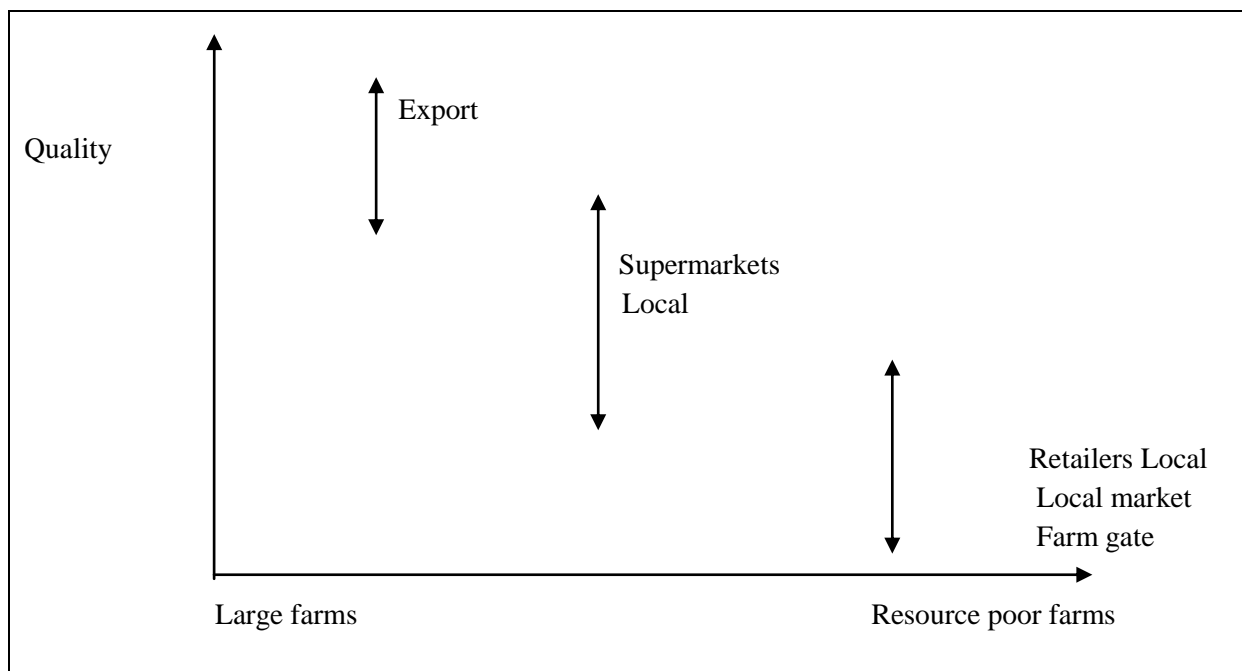 Export
Quality
Supermarkets
Local
Retailers Local
Local market
Farm gate
Large farms
Resource poor farms